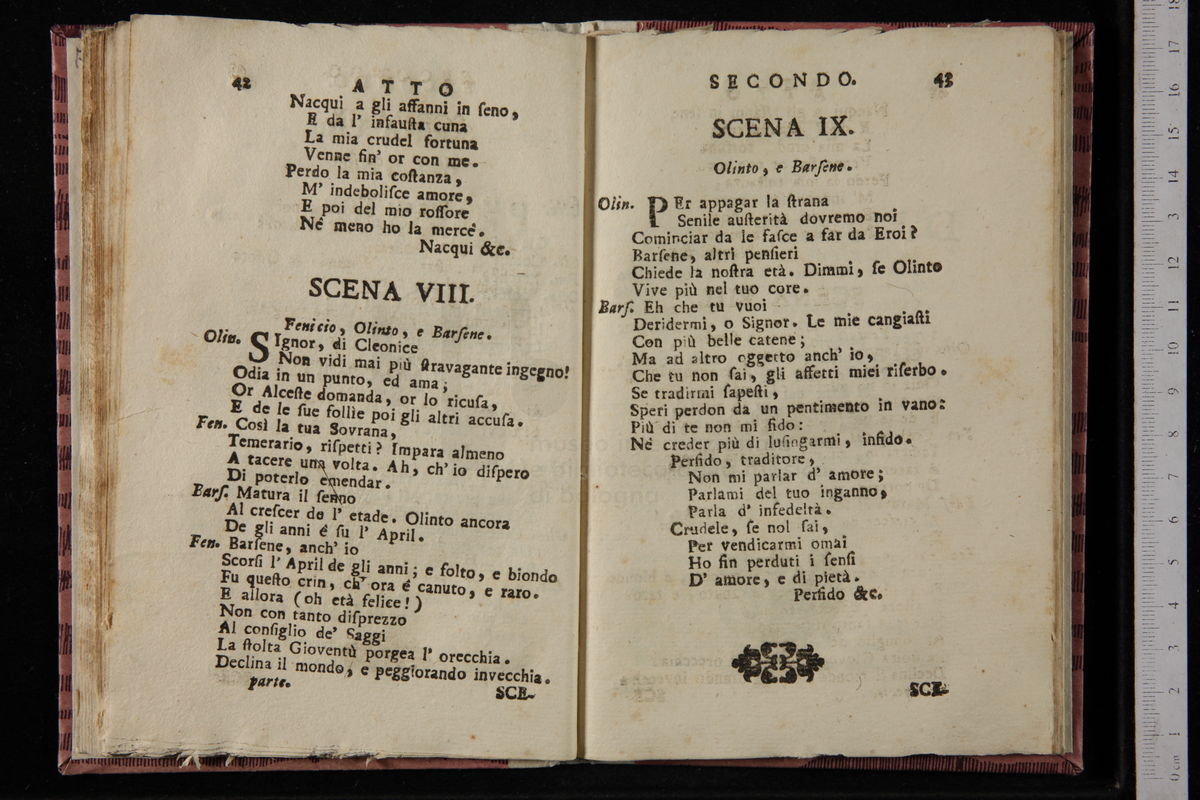 42 ATTO
Nacqui a gli affanni in ſeno,
E da l' infauſta cuna
La mia crudel fortuna
Venne fin' or con me.
Perdo la mia coſtanza,
M' indeboliſce amore,
E poi del mio roſſore
Né meno ho la mercé.
Nacqui &c.
SCENA VIII.
Fenicio, Olinto, e Barſene.
Olin. SIgnor, di Cleonice
Non vidi mai più ſtravagante ingegno!
Odia in un punto, ed ama;
Or Alceſte domanda, or lo ricuſa,
E de le ſue follìe poi gli altri accuſa.
Fen. Così la tua Sovrana,
Temerario, riſpetti? Impara almeno
A tacere una volta. Ah, ch' io diſpero
Di poterlo emendar.
Barſ. Matura il ſenno
Al creſcer de l' etade. Olinto ancora
De gli anni é ſu l' April.
Fen. Barſene, anch' io
Scorſi l' April de gli anni; e folto, e biondo
Fu queſto crin, ch' ora é canuto, e raro.
E allora (oh età felice!)
Non con tanto diſprezzo
Al conſiglio de' Saggi
La ſtolta Gioventù porgea l' orecchia.
Declina il mondo, e peggiorando invecchia.
parte.
SCE-
SECONDO. 43
SCENA IX.
Olinto, e Barſene.
Olin. PEr appagar la ſtrana
Senile auſterità dovremo noi
Cominciar da le faſce a far da Eroi?
Barſene, altri penſieri
Chiede la noſtra età. Dimmi, ſe Olinto
Vive più nel tuo core.
Barſ. Eh che tu vuoi
Deridermi, o Signor. Le mie cangiaſti
Con più belle catene;
Ma ad altro oggetto anch' io,
Che tu non ſai, gli affetti miei riſerbo.
Se tradirmi ſapeſti,
Speri perdon da un pentimento in vano:
Più di te non mi fido:
Né creder più di luſingarmi, infido.
Perfido, traditore,
Non mi parlar d' amore;
Parlami del tuo inganno,
Parla d' infedeltà.
Crudele, ſe nol ſai,
Per vendicarmi omai
Ho fin perduti i ſenſi
D' amore, e di pietà.
Perfido &c.
SCE-